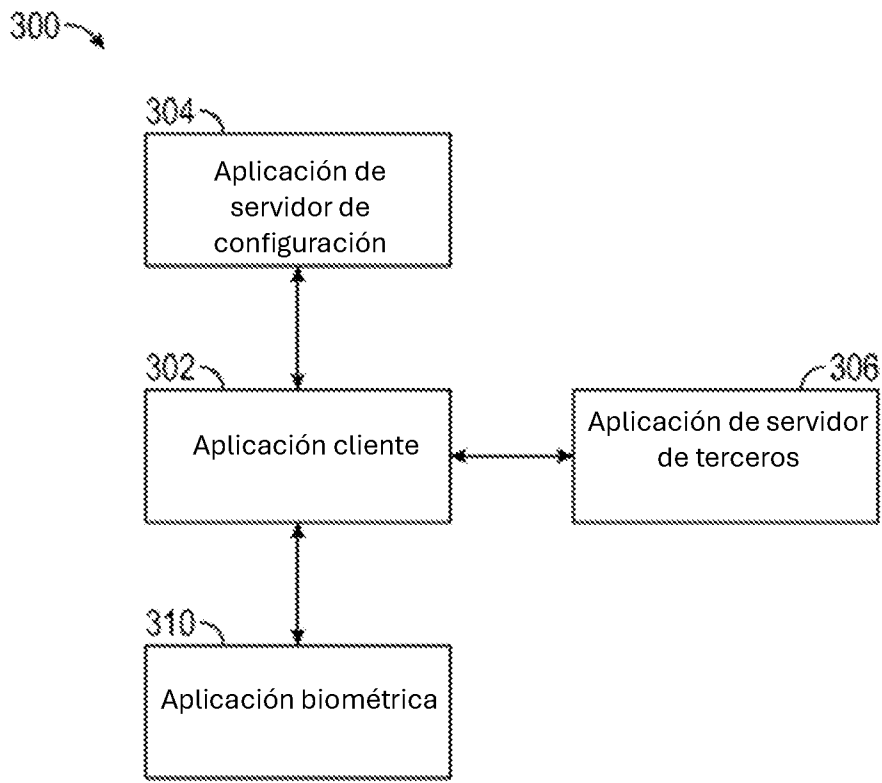 300
304
Aplicación de
servidor de
configuración
302
306
Aplicación cliente
Aplicación de servidor
de terceros
310
Aplicación biométrica